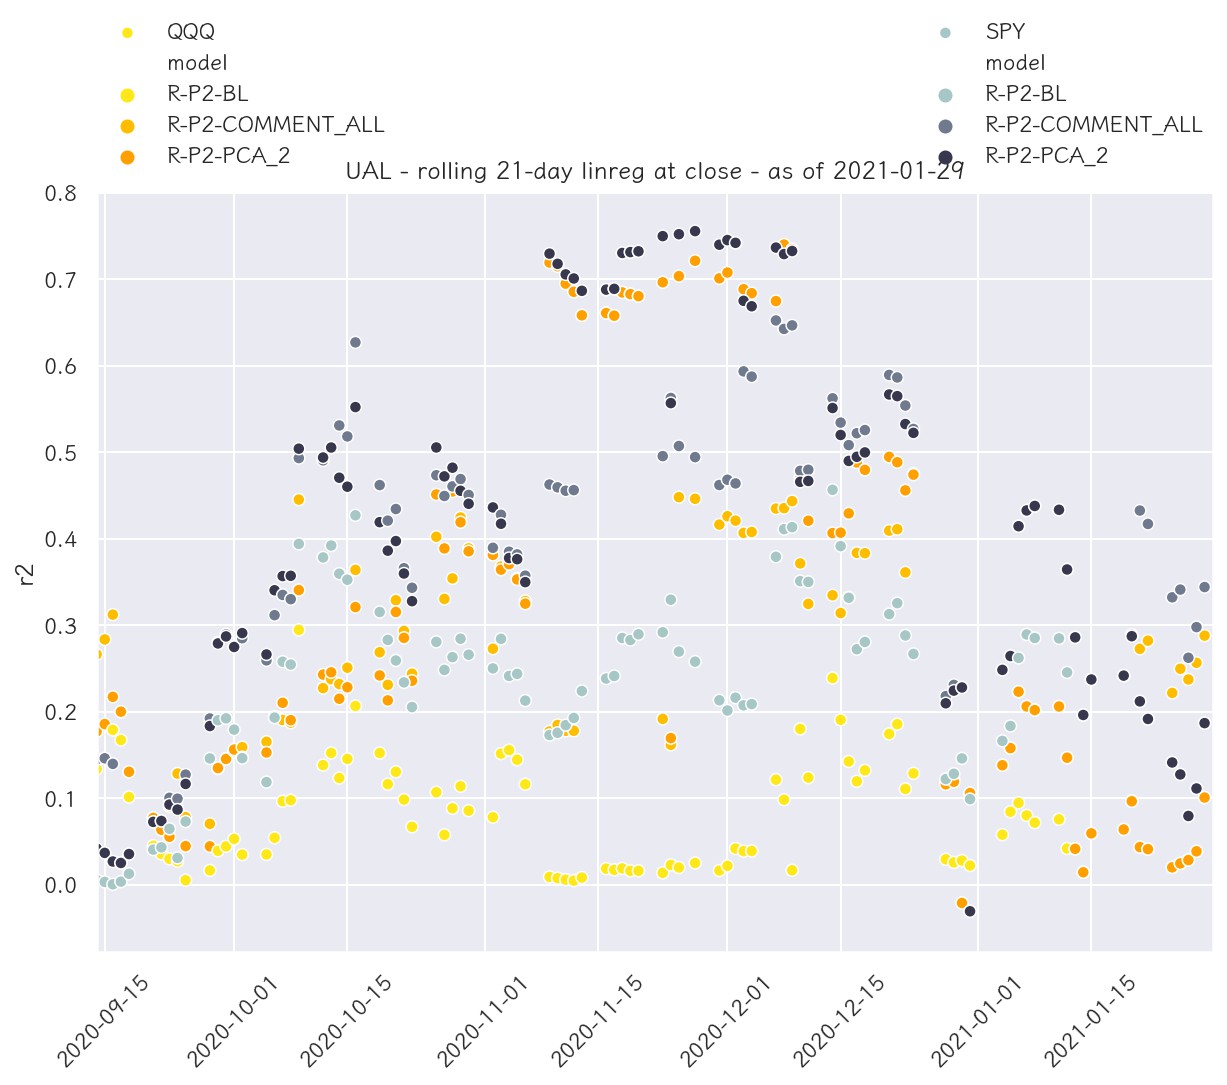 QQQ
model
R-P2-BL
R-P2-COMMENT_ALL
R-P2-PCA_2
SPY
model
R-P2-BL
R-P2-COMMENT_ALL
R-P2-PCA_2
UAL - rolling 21-day linreg at close - as of 2021-01-29
0.8
0.7
0.6
0.5
0.4
0.3
0.2
0.1
0.0
r2
2020-09-15
2020-10-01
2020-10-15
2020-11-01
2020-11-15
2020-12-01
2020-12-15
2021-01-01
2021-01-15